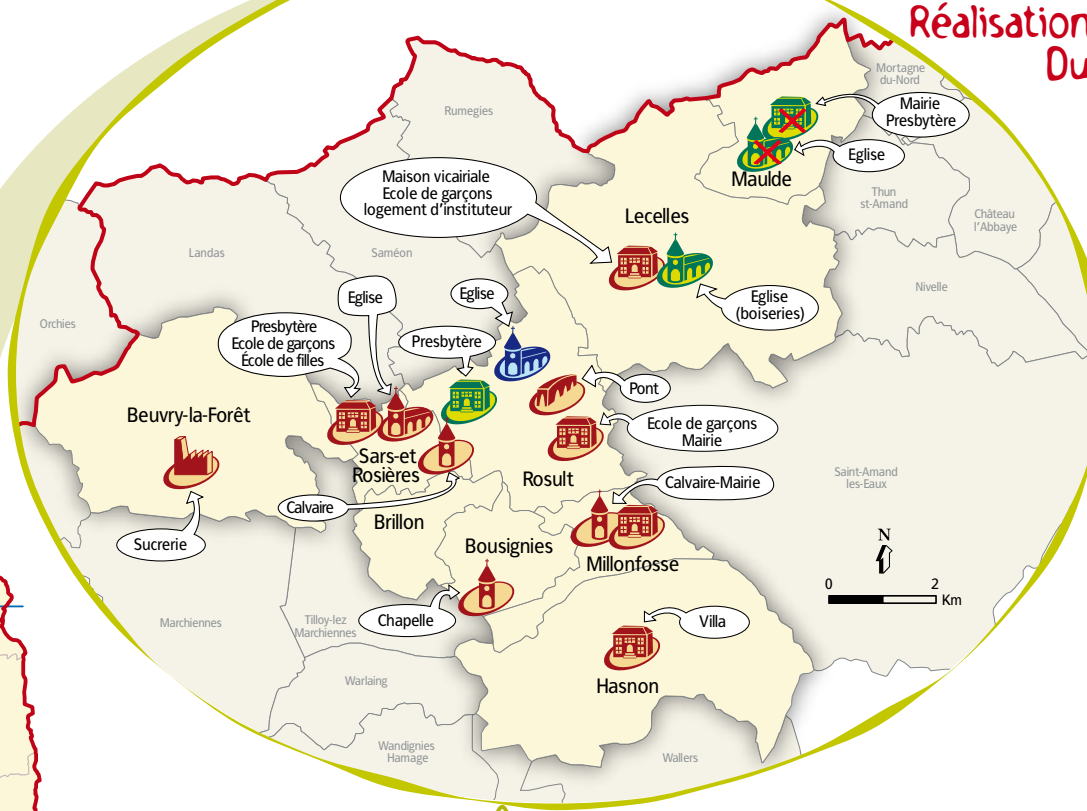 Réalisation
Du
Mortagne
du-Nord
Rumegies
Mairie
Presbytère
Eglise
Maulde
Maison vicairiale
Ecole de garçons
logement d'instituteur
Thun
st-Amand
Château
l'Abbaye
Lecelles
Landas
Saméon
Nivelle
Eglise
Eglise
Eglise
(boiseries)
Orchies
Presbytère
Ecole de garçons
École de filles
Presbytère
Pont
Beuvry-la-Forêt
Ecole de garçons
Mairie
Sars-et
Rosières
Rosult
Calvaire-Mairie
Saint-Amand
les-Eaux
Calvaire
Brillon
Sucrerie
Bousignies
Millonfosse
N
0 2
Km
Chapelle
Villa
Marchiennes
Tilloy-lez
Marchiennes
Hasnon
Warlaing
Wandignies
Hamage
Wallers